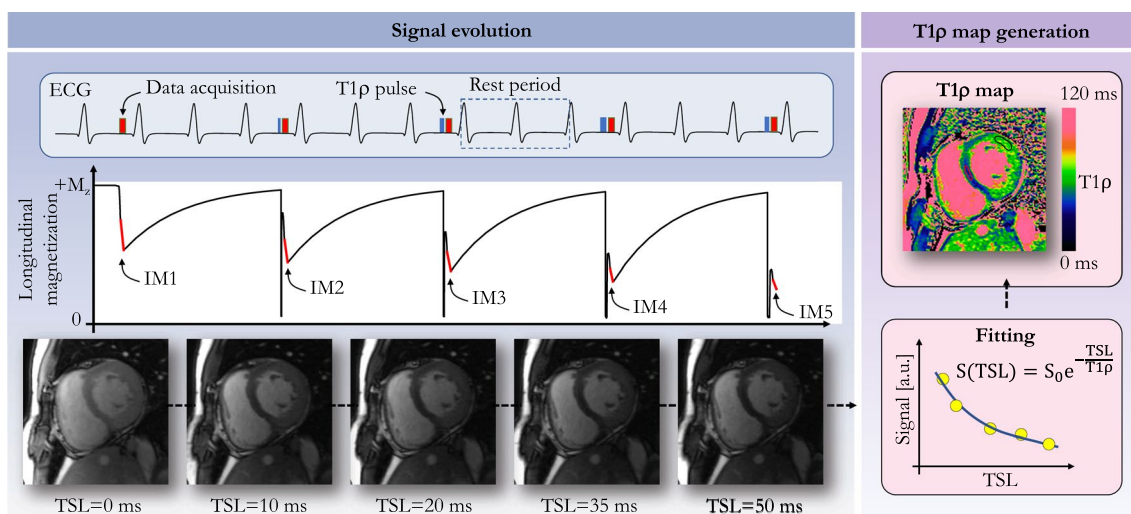 Signal evolution
T1ρ map generation
ECG
Data acquisition
T1ρ pulse
Rest period
+Mz
Longitudinal
magnetization
0
IM1
IM2
IM3
IM4
IM5
TSL=0 ms
TSL=10 ms
TSL=20 ms
TSL=35 ms
TSL=50 ms
T1ρ map
120 ms
T1ρ
0 ms
Fitting
S(TSL) = S₀e^(-TSL/T1ρ)
Signal [a.u.]
TSL